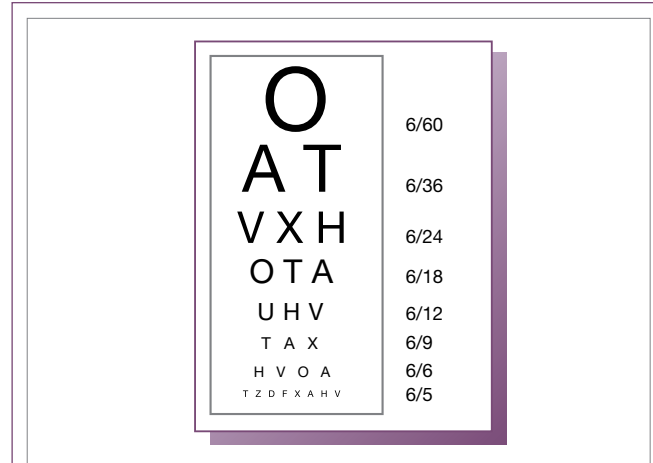 O 6/60
A T 6/36
V X H 6/24
O T A 6/18
U H V 6/12
T A X 6/9
H V O A 6/6
T Z D F X A H V 6/5